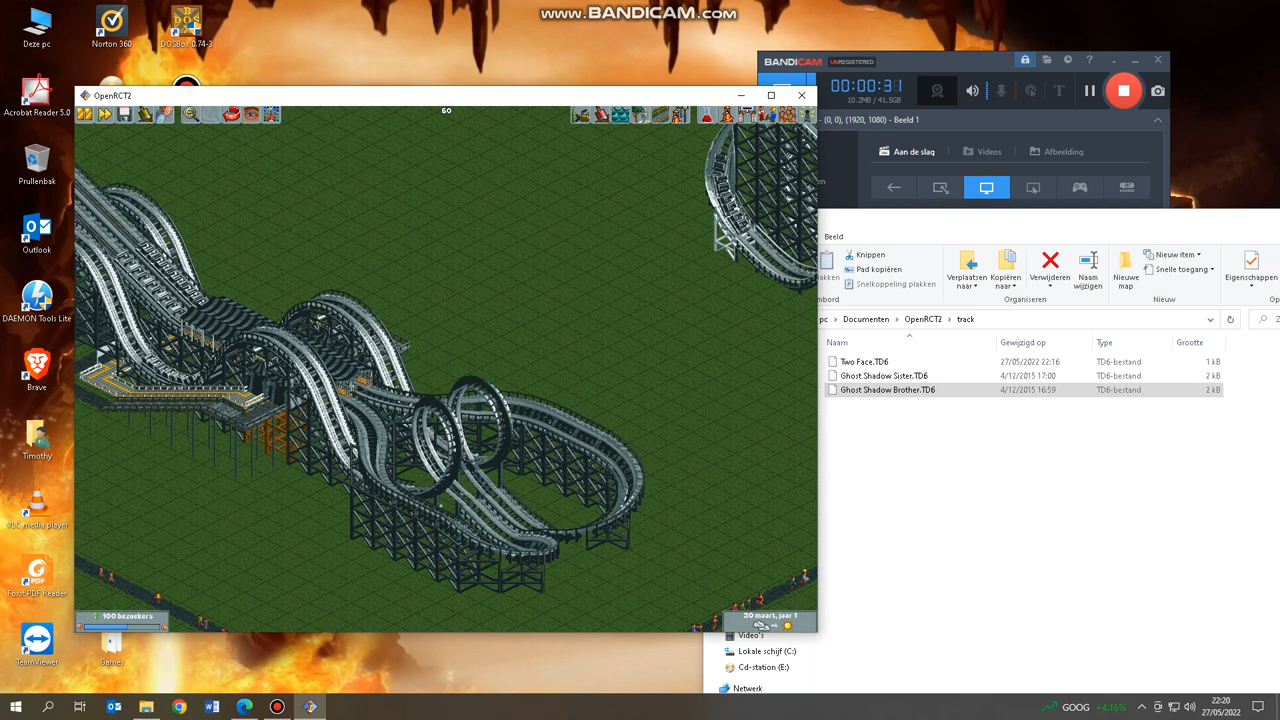 www.BANDICAM.com
Deze pc
Norton 360
DOSBox 0.74-3
Acrobat Reader 5.0
Prullenbak
Outlook
DAEMON Tools Lite
Brave
Timothy
VLC media player
Foxit PDF Reader
TeamViewer
Games
OpenRCT2
60
100 bezoekers
30 maart, jaar 1
BANDICAM UNREGISTERED
00:00:31
10.2MB / 41.5GB
- (0, 0), (1920, 1080) - Beeld 1
Aan de slag
Videos
Afbeelding
Beeld
Knippen
Pad kopiëren
Snelkoppeling plakken
Verplaatsen naar
Kopiëren naar
Verwijderen
Naam wijzigen
Nieuwe map
Nieuw item
Snelle toegang
Eigenschappen
Organiseren
Nieuw
Documenten > OpenRCT2 > track
Naam Gewijzigd op Type Grootte
Two Face.TD6 27/05/2022 22:16 TD6-bestand 1 kB
Ghost Shadow Sister.TD6 4/12/2015 17:00 TD6-bestand 2 kB
Ghost Shadow Brother.TD6 4/12/2015 16:59 TD6-bestand 2 kB
Video's
Lokale schijf (C:)
Cd-station (E:)
Netwerk
GOOG +4,16%
22:20
27/05/2022